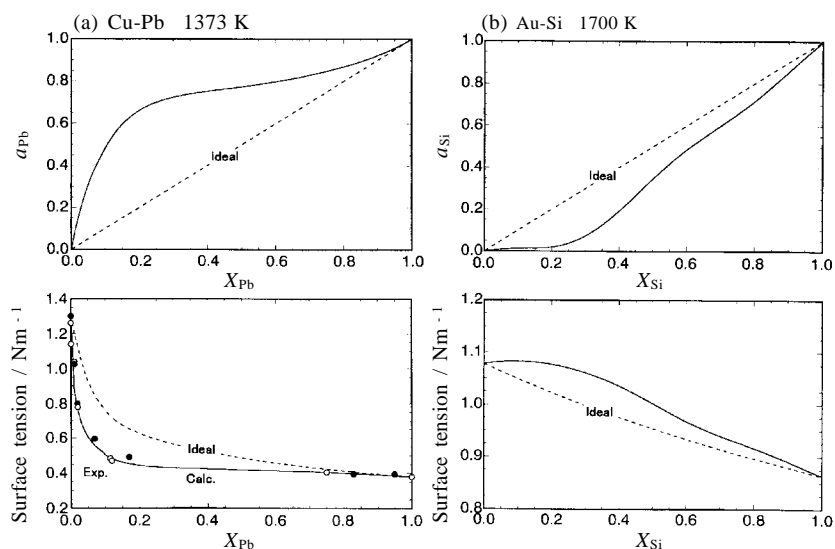 (a) Cu-Pb 1373 K
(b) Au-Si 1700 K
1.0
0.8
0.6
0.4
0.2
0.0
aPb
Ideal
0.0 0.2 0.4 0.6 0.8 1.0
XPb
1.0
0.8
0.6
0.4
0.2
0.0
aSi
Ideal
0.0 0.2 0.4 0.6 0.8 1.0
XSi
1.4
1.2
1.0
0.8
0.6
0.4
0.2
Surface tension / Nm⁻¹
Ideal
Exp.
Calc.
0.0 0.2 0.4 0.6 0.8 1.0
XPb
1.2
1.1
1.0
0.9
0.8
Surface tension / Nm⁻¹
Ideal
0.0 0.2 0.4 0.6 0.8 1.0
XSi